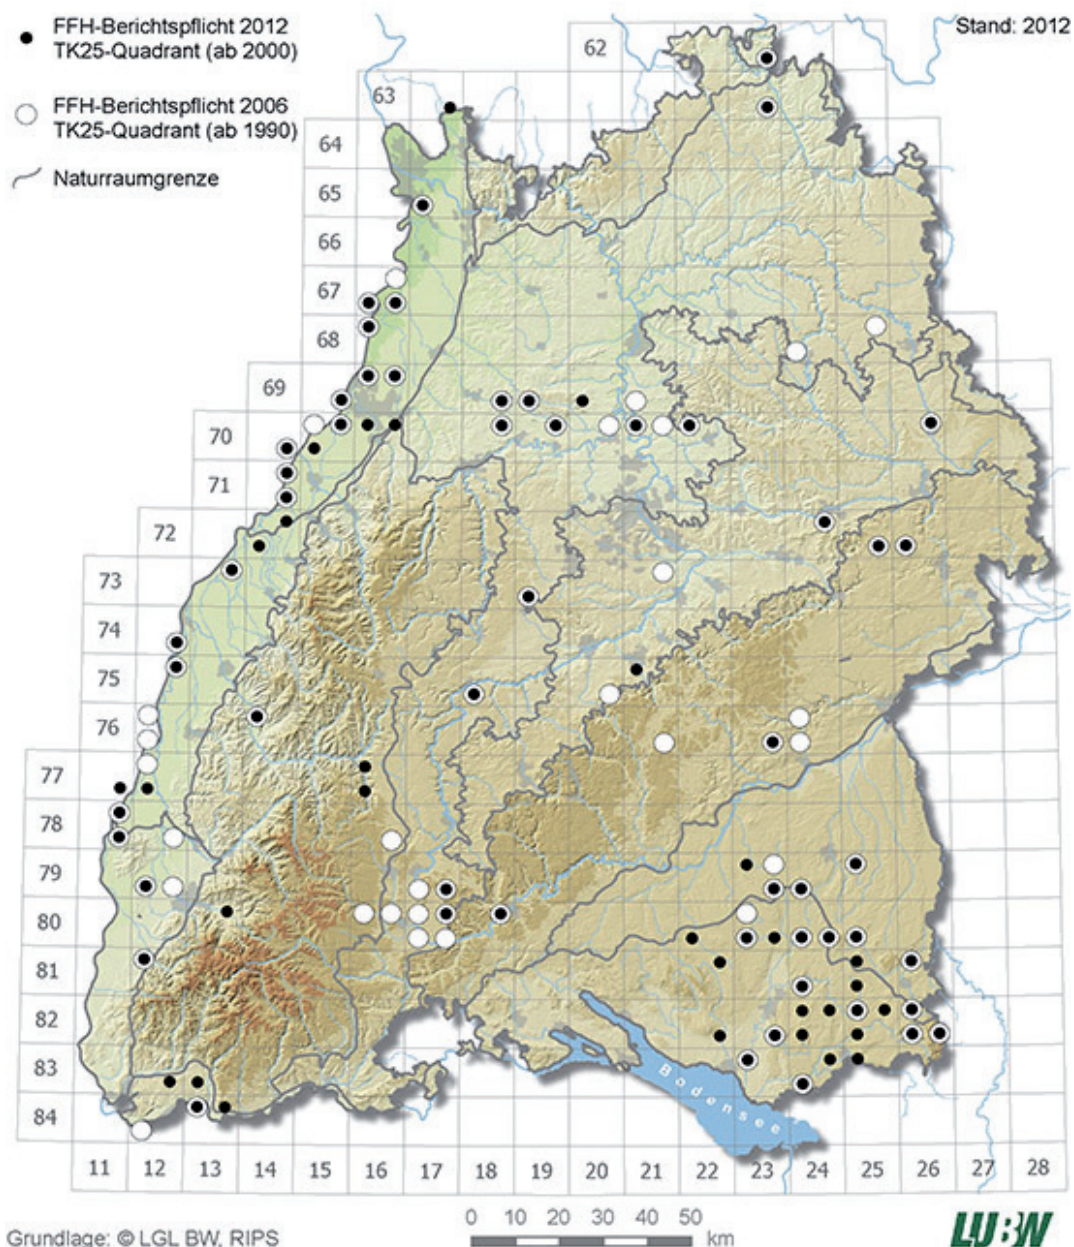 FFH-Berichtspflicht 2012
TK25-Quadrant (ab 2000)
FFH-Berichtspflicht 2006
TK25-Quadrant (ab 1990)
Naturraumgrenze
Stand: 2012
62
63
64
65
66
67
68
69
70
71
72
73
74
75
76
77
78
79
80
81
82
83
84
Bodensee
11 12 13 14 15 16 17 18 19 20 21 22 23 24 25 26 27 28
0 10 20 30 40 50
km
Grundlage: © LGL BW, RIPS
LUBW